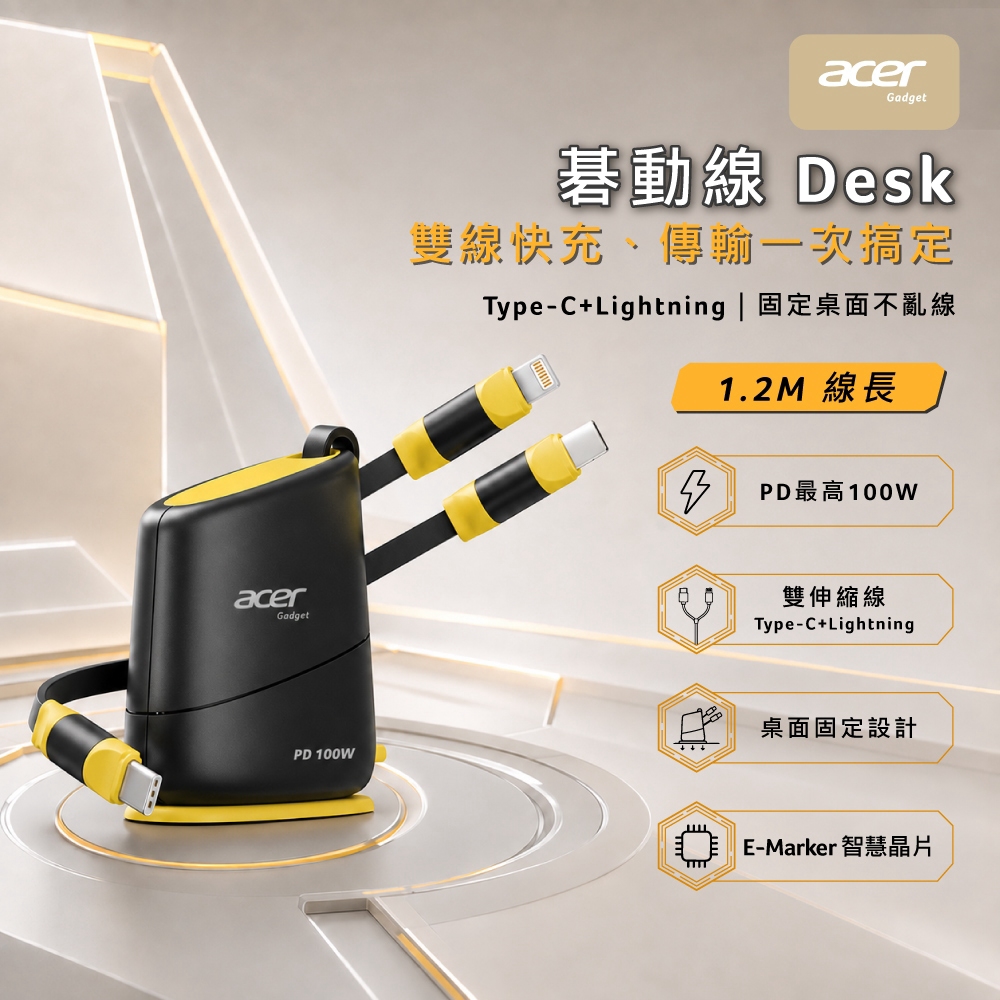 acer
Gadget
碁動線 Desk
雙線快充、傳輸一次搞定
Type-C+Lightning | 固定桌面不亂線
1.2M 線長
PD最高100W
雙伸縮線
Type-C+Lightning
桌面固定設計
E-Marker 智慧晶片
acer
Gadget
PD 100W